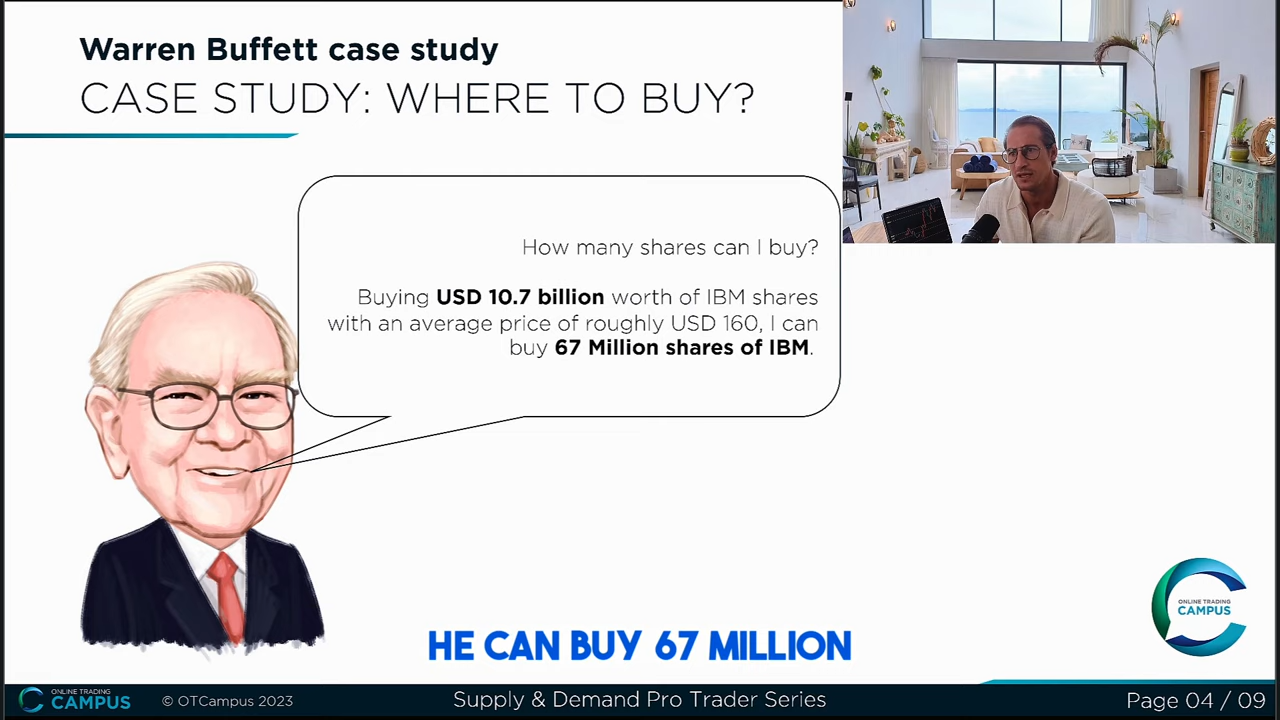 Warren Buffett case study
CASE STUDY: WHERE TO BUY?
How many shares can I buy?
Buying USD 10.7 billion worth of IBM shares
with an average price of roughly USD 160, I can
buy 67 Million shares of IBM.
ONLINE TRADING
CAMPUS
HE CAN BUY 67 MILLION
ONLINE TRADING
CAMPUS
© OTCampus 2023
Supply & Demand Pro Trader Series
Page 04 / 09